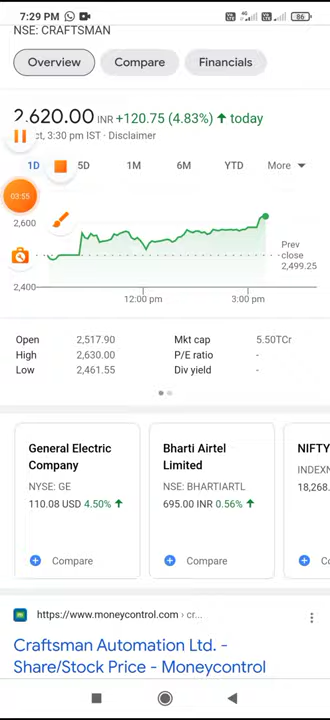 7:29 PM
86
NSE: CRAFTSMAN
Overview
Compare
Financials
2,620.00 INR +120.75 (4.83%) today
ct, 3:30 pm IST · Disclaimer
1D 5D 1M 6M YTD More
03:55
2,600
Prev
close
2,499.25
2,400
12:00 pm 3:00 pm
Open 2,517.90 Mkt cap 5.50TCr
High 2,630.00 P/E ratio -
Low 2,461.55 Div yield -
General Electric
Company
NYSE: GE
110.08 USD 4.50%
Compare
Bharti Airtel
Limited
NSE: BHARTIARTL
695.00 INR 0.56%
Compare
NIFTY
INDEXN
18,268.
Co
https://www.moneycontrol.com › cr...
Craftsman Automation Ltd. -
Share/Stock Price - Moneycontrol